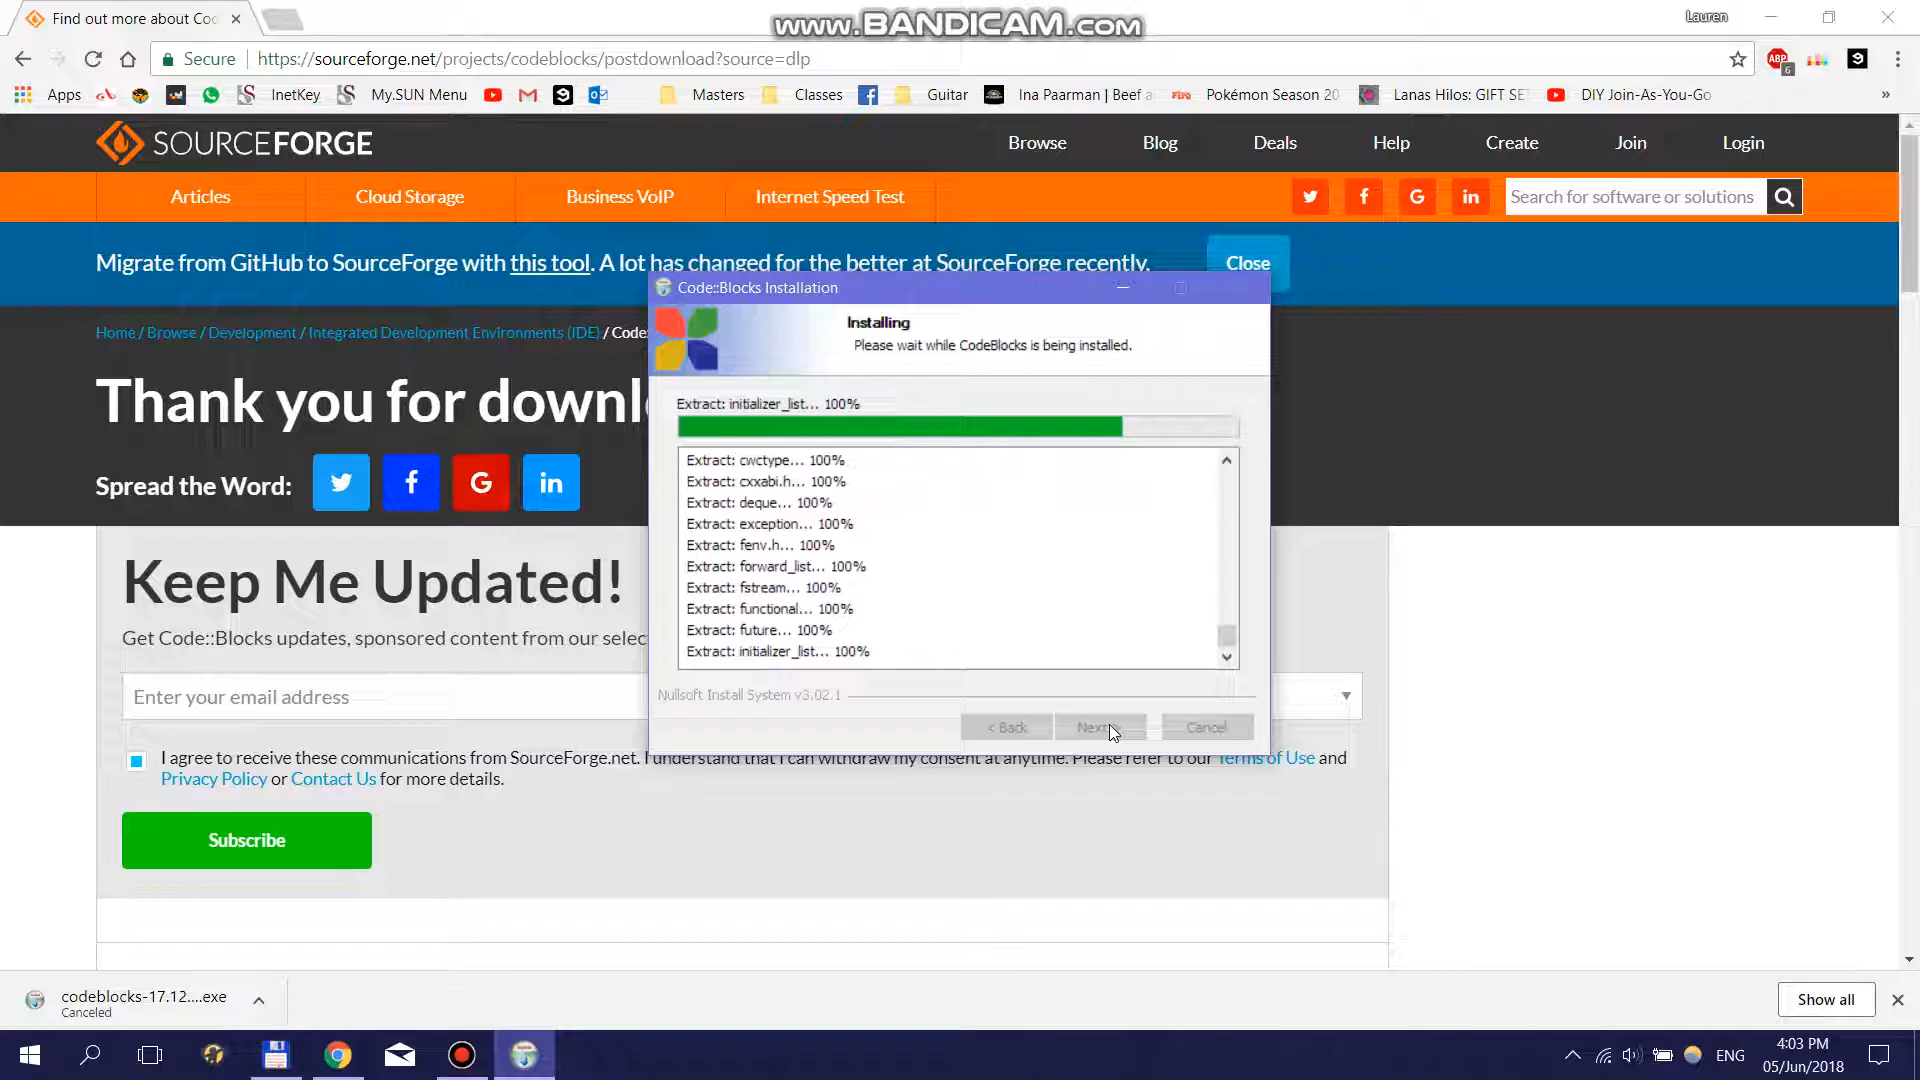 Find out more about Coc
www.BANDICAM.com
Lauren
Secure
https://sourceforge.net/projects/codeblocks/postdownload?source=dlp
ABP
6
Apps
InetKey
My.SUN Menu
Masters
Classes
Guitar
Ina Paarman | Beef a
Fire
Pokémon Season 20
Lanas Hilos: GIFT SE
DIY Join-As-You-Go
»
SOURCEFORGE
Browse
Blog
Deals
Help
Create
Join
Login
Articles
Cloud Storage
Business VoIP
Internet Speed Test
Search for software or solutions
Migrate from GitHub to SourceForge with this tool. A lot has changed for the better at SourceForge recently.
Close
Home / Browse / Development / Integrated Development Environments (IDE) / Code:
Thank you for downl
Spread the Word:
Keep Me Updated!
Get Code::Blocks updates, sponsored content from our selec
Enter your email address
I agree to receive these communications from SourceForge.net. I understand that I can withdraw my consent at anytime. Please refer to our Terms of Use and
Privacy Policy or Contact Us for more details.
Subscribe
Code::Blocks Installation
Installing
Please wait while CodeBlocks is being installed.
Extract: initializer_list... 100%
Extract: cwctype... 100%
Extract: cxxabi.h... 100%
Extract: deque... 100%
Extract: exception... 100%
Extract: fenv.h... 100%
Extract: forward_list... 100%
Extract: fstream... 100%
Extract: functional... 100%
Extract: future... 100%
Extract: initializer_list... 100%
Nullsoft Install System v3.02.1
< Back
Next
Cancel
codeblocks-17.12....exe
Canceled
Show all
ENG
4:03 PM
05/Jun/2018